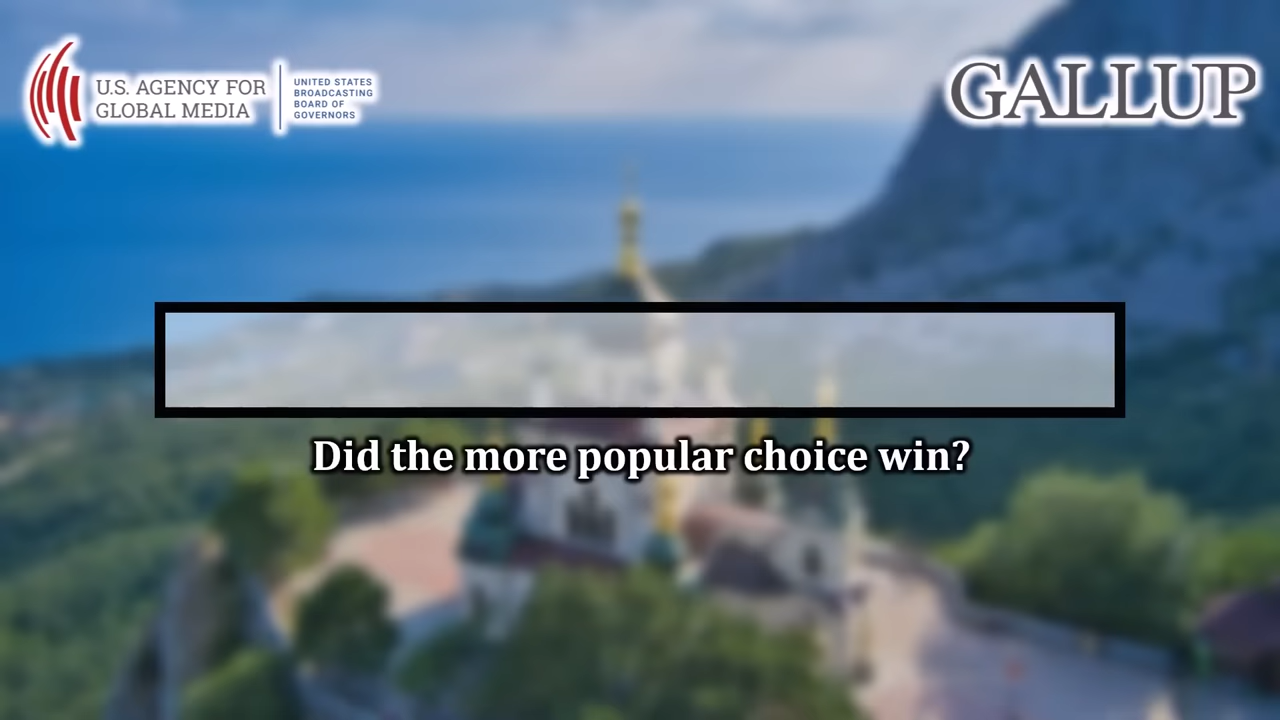 U.S. AGENCY FOR
GLOBAL MEDIA
UNITED STATES
BROADCASTING
BOARD OF
GOVERNORS
GALLUP
Did the more popular choice win?